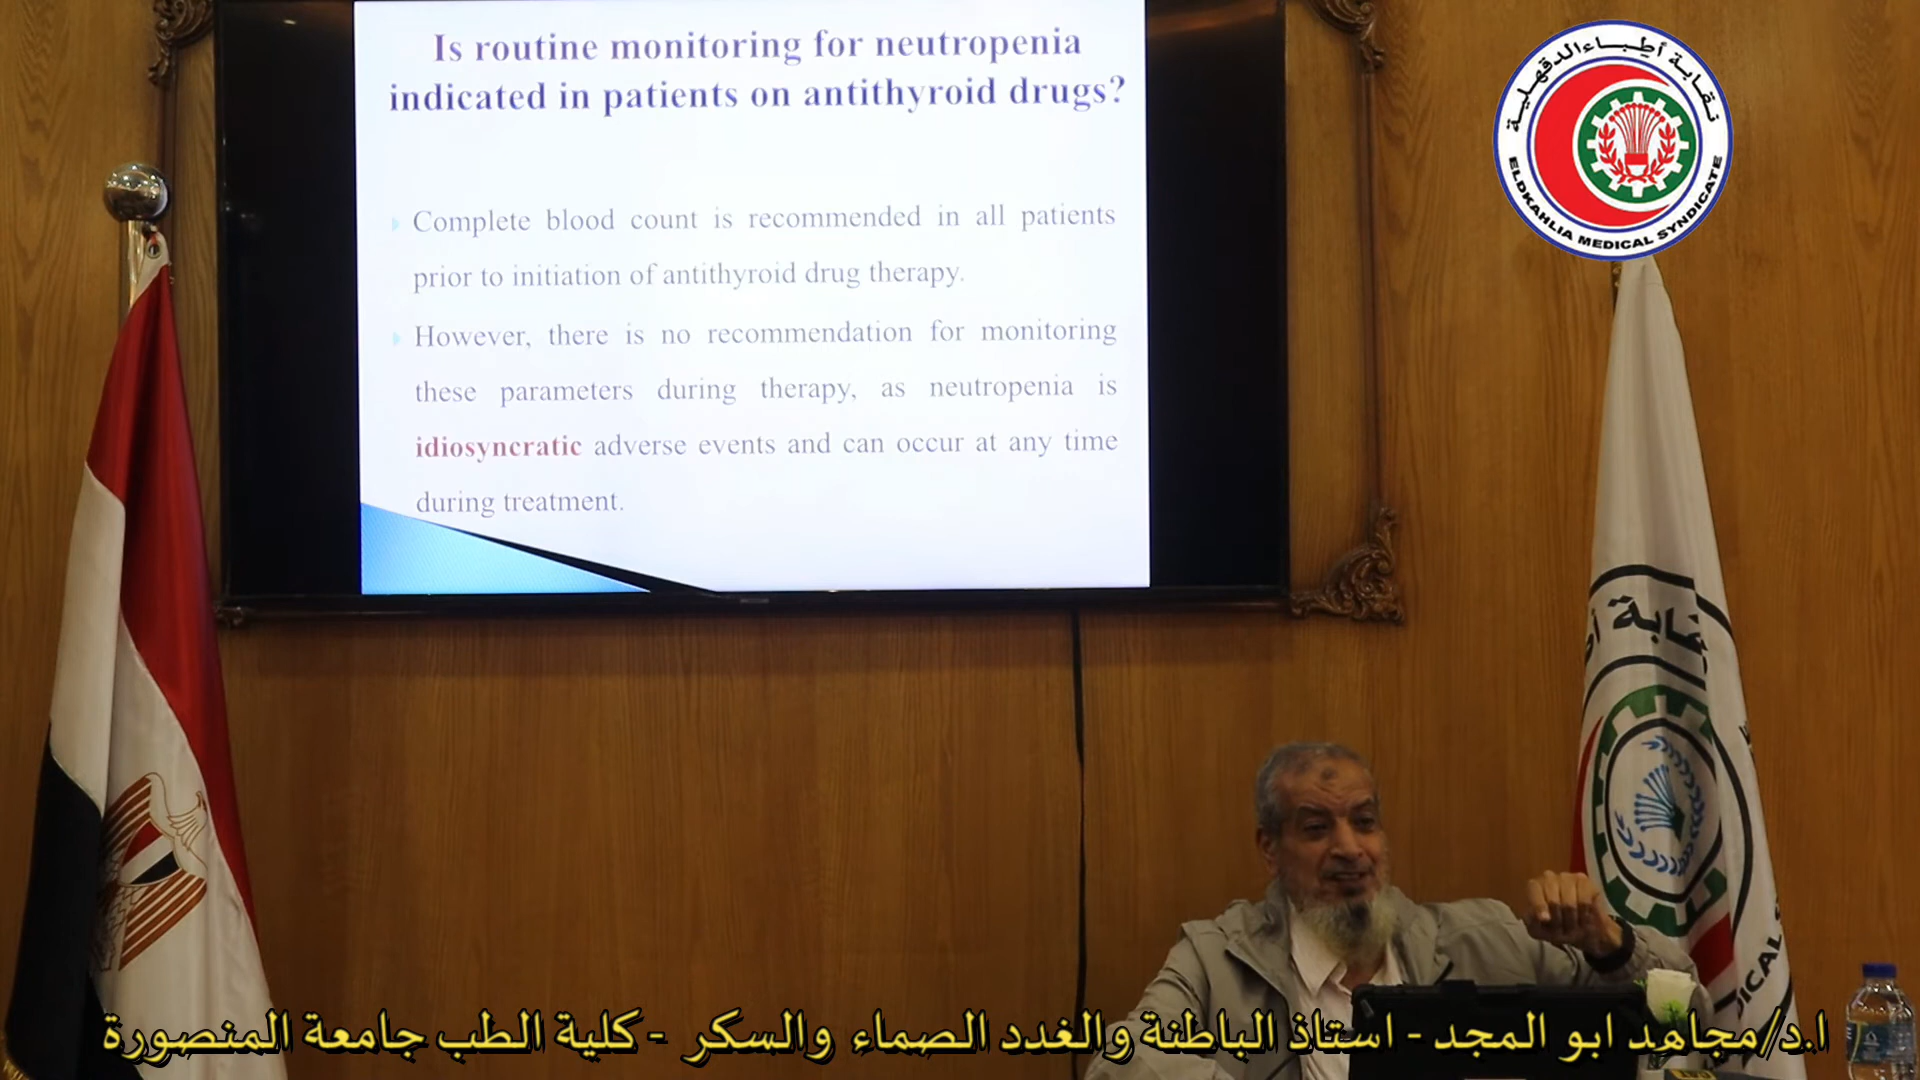 Is routine monitoring for neutropenia
indicated in patients on antithyroid drugs?
Complete blood count is recommended in all patients
prior to initiation of antithyroid drug therapy.
However, there is no recommendation for monitoring
these parameters during therapy, as neutropenia is
idiosyncratic adverse events and can occur at any time
during treatment.
نقابة أطباء الدقهلية
ELDKAHLIA MEDICAL SYNDICATE
ا.د/مجاهد ابو المجد - استاذ الباطنة والغدد الصماء والسكر - كلية الطب جامعة المنصورة